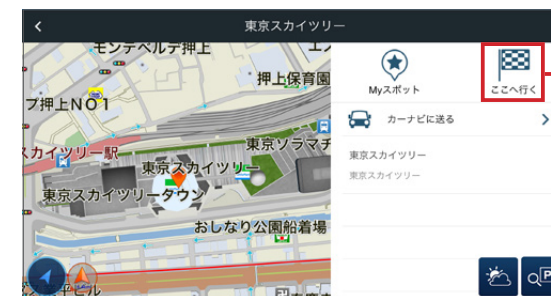 東京スカイツリー
モンテベルデ押上
押上保育園
プ押上NO1
カイツリー駅
東京ソラマチ
東京スカイツリー
東京スカイツリータウン
おしなり公園船着場
Myスポット
ここへ行く
カーナビに送る
東京スカイツリー
東京スカイツリー
P